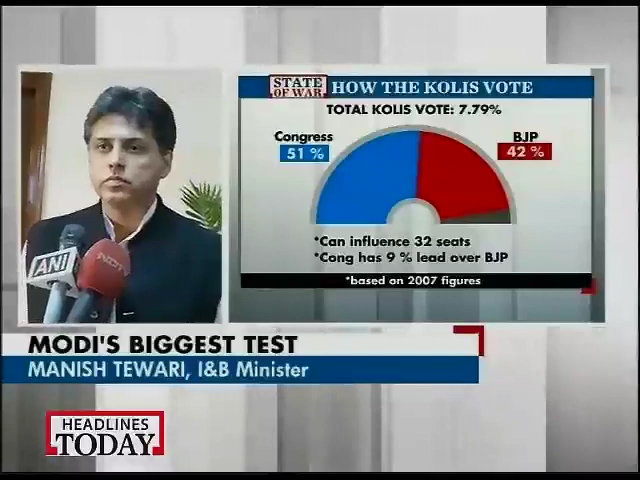 STATE OF WAR
HOW THE KOLIS VOTE
TOTAL KOLIS VOTE: 7.79%
Congress
51 %
BJP
42 %
*Can influence 32 seats
*Cong has 9 % lead over BJP
*based on 2007 figures
ANI
NDTV
MODI'S BIGGEST TEST
MANISH TEWARI, I&B Minister
HEADLINES
TODAY